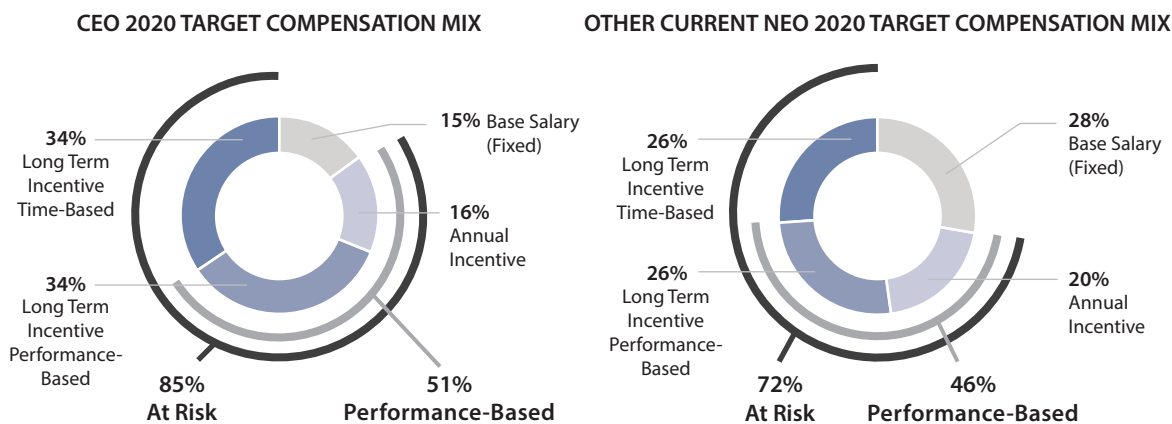 CEO 2020 TARGET COMPENSATION MIX
34%
Long Term
Incentive
Time-Based
15% Base Salary
(Fixed)
16%
Annual
Incentive
34%
Long Term
Incentive
Performance-
Based
85%
At Risk
51%
Performance-Based
OTHER CURRENT NEO 2020 TARGET COMPENSATION MIX
26%
Long Term
Incentive
Time-Based
28%
Base Salary
(Fixed)
26%
Long Term
Incentive
Performance-
Based
20%
Annual
Incentive
72%
At Risk
46%
Performance-Based